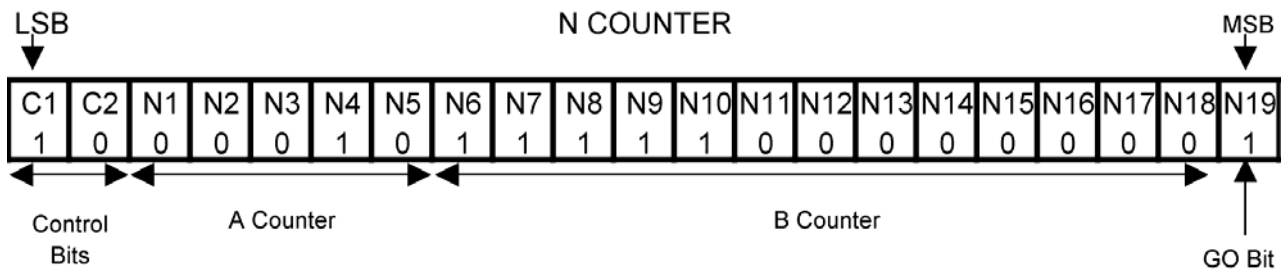 LSB N COUNTER MSB
C1 C2 N1 N2 N3 N4 N5 N6 N7 N8 N9 N10 N11 N12 N13 N14 N15 N16 N17 N18 N19
1 0 0 0 0 1 0 1 1 1 1 1 0 0 0 0 0 0 0 0 1
Control A Counter B Counter
Bits GO Bit